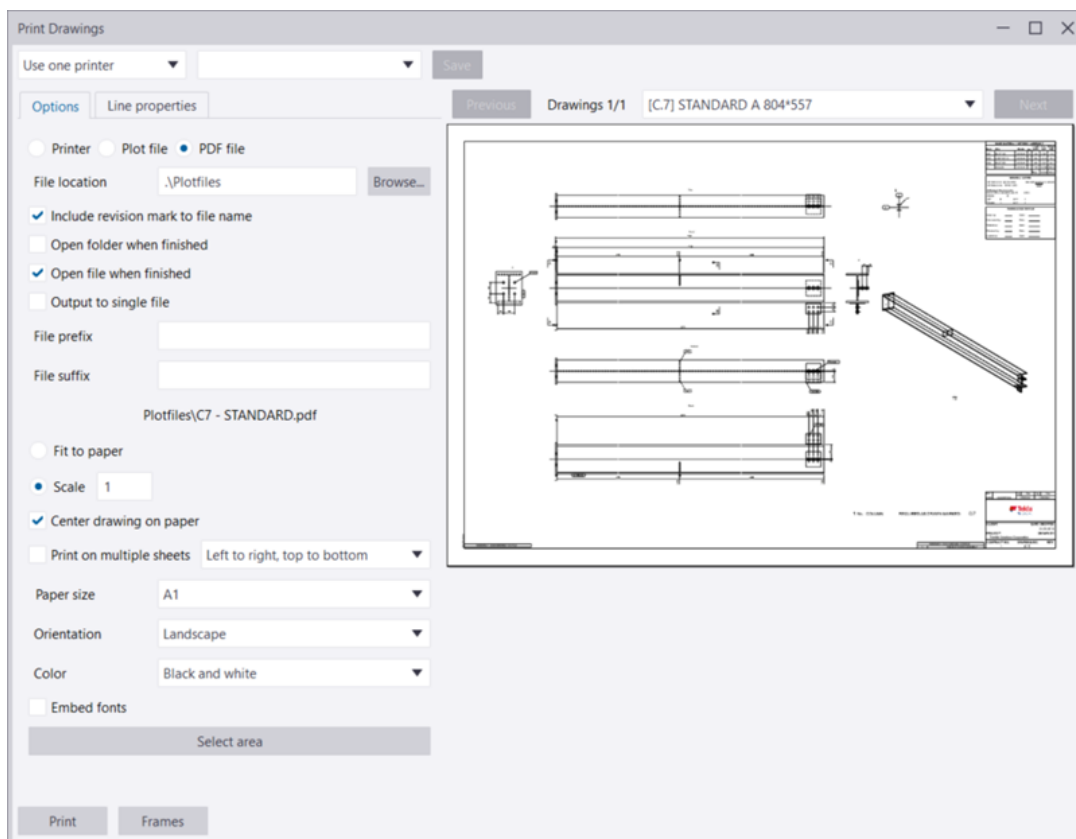 Print Drawings
Use one printer
Save
Options
Line properties
Previous
Drawings 1/1
[C.7] STANDARD A 804*557
Next
Printer
Plot file
PDF file
File location
.\Plotfiles
Browse...
Include revision mark to file name
Open folder when finished
Open file when finished
Output to single file
File prefix
File suffix
Plotfiles\C7 - STANDARD.pdf
Fit to paper
Scale
1
Center drawing on paper
Print on multiple sheets
Left to right, top to bottom
Paper size
A1
Orientation
Landscape
Color
Black and white
Embed fonts
Select area
Print
Frames
Tekla